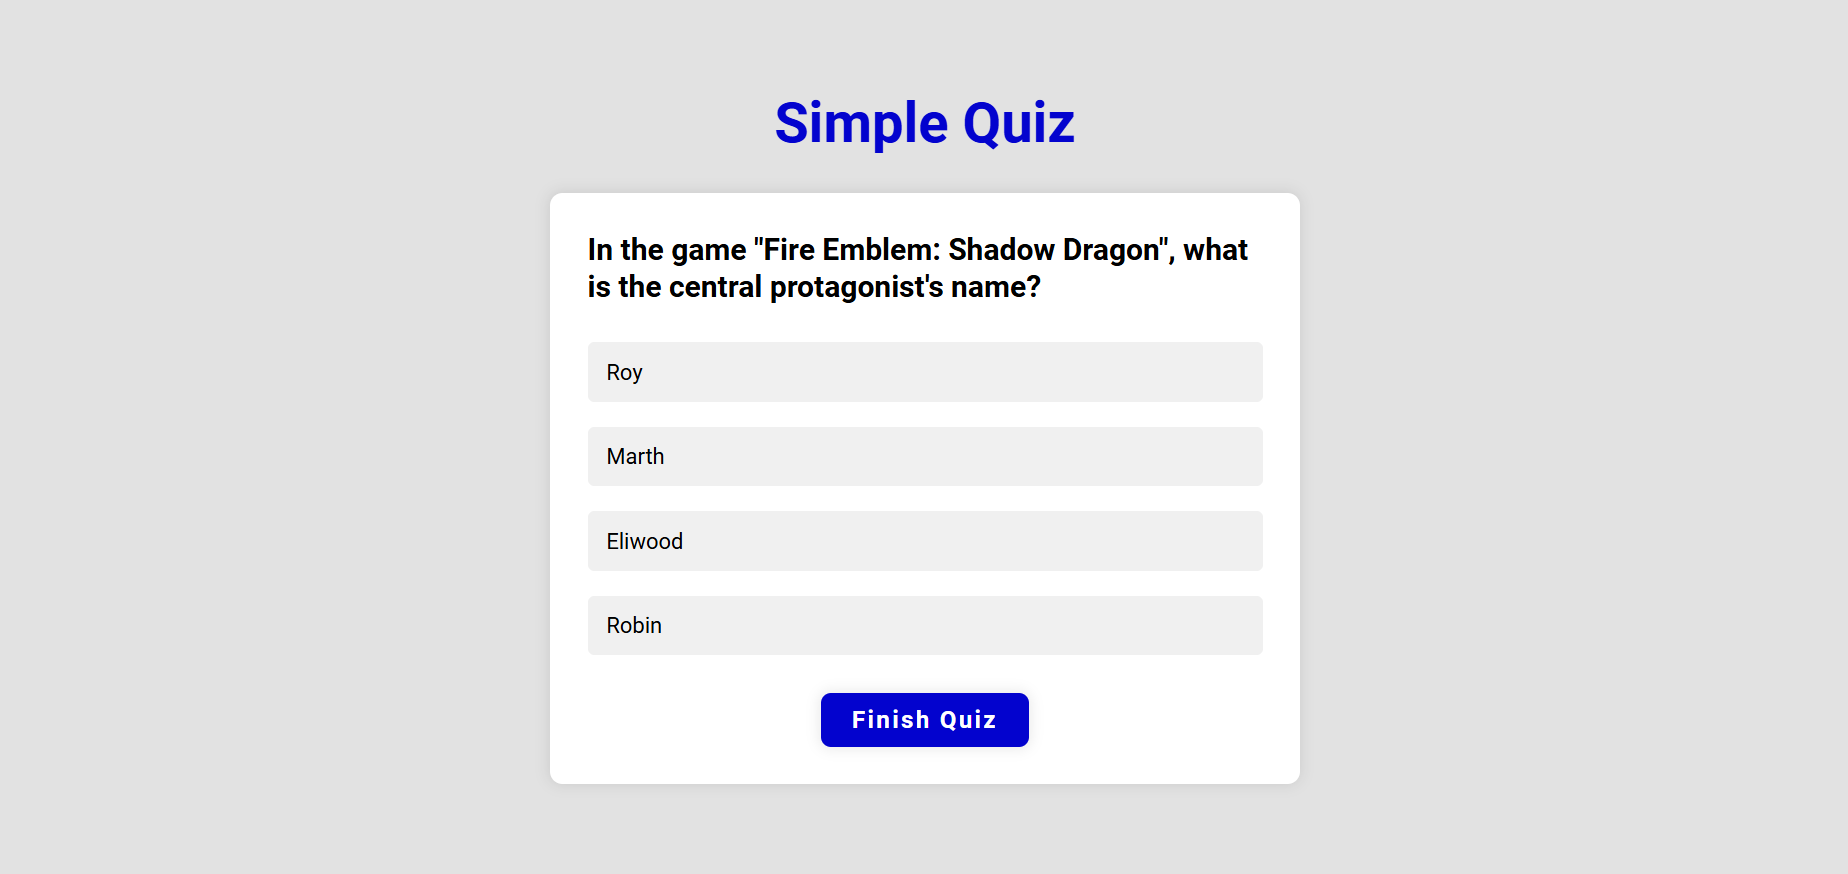 Simple Quiz
In the game "Fire Emblem: Shadow Dragon", what
is the central protagonist's name?
Roy
Marth
Eliwood
Robin
Finish Quiz